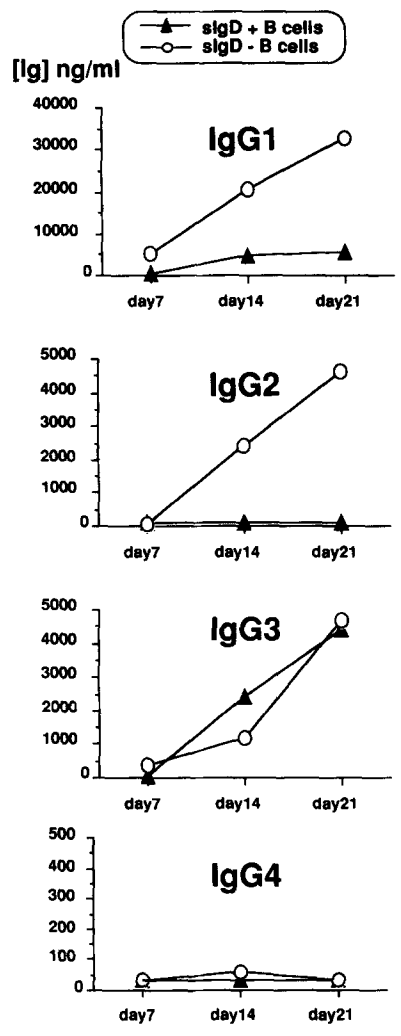 sIgD + B cells
sIgD - B cells
[Ig] ng/ml
IgG1
40000
30000
20000
10000
0
day7 day14 day21
IgG2
5000
4000
3000
2000
1000
0
day7 day14 day21
IgG3
5000
4000
3000
2000
1000
0
day7 day14 day21
IgG4
500
400
300
200
100
0
day7 day14 day21